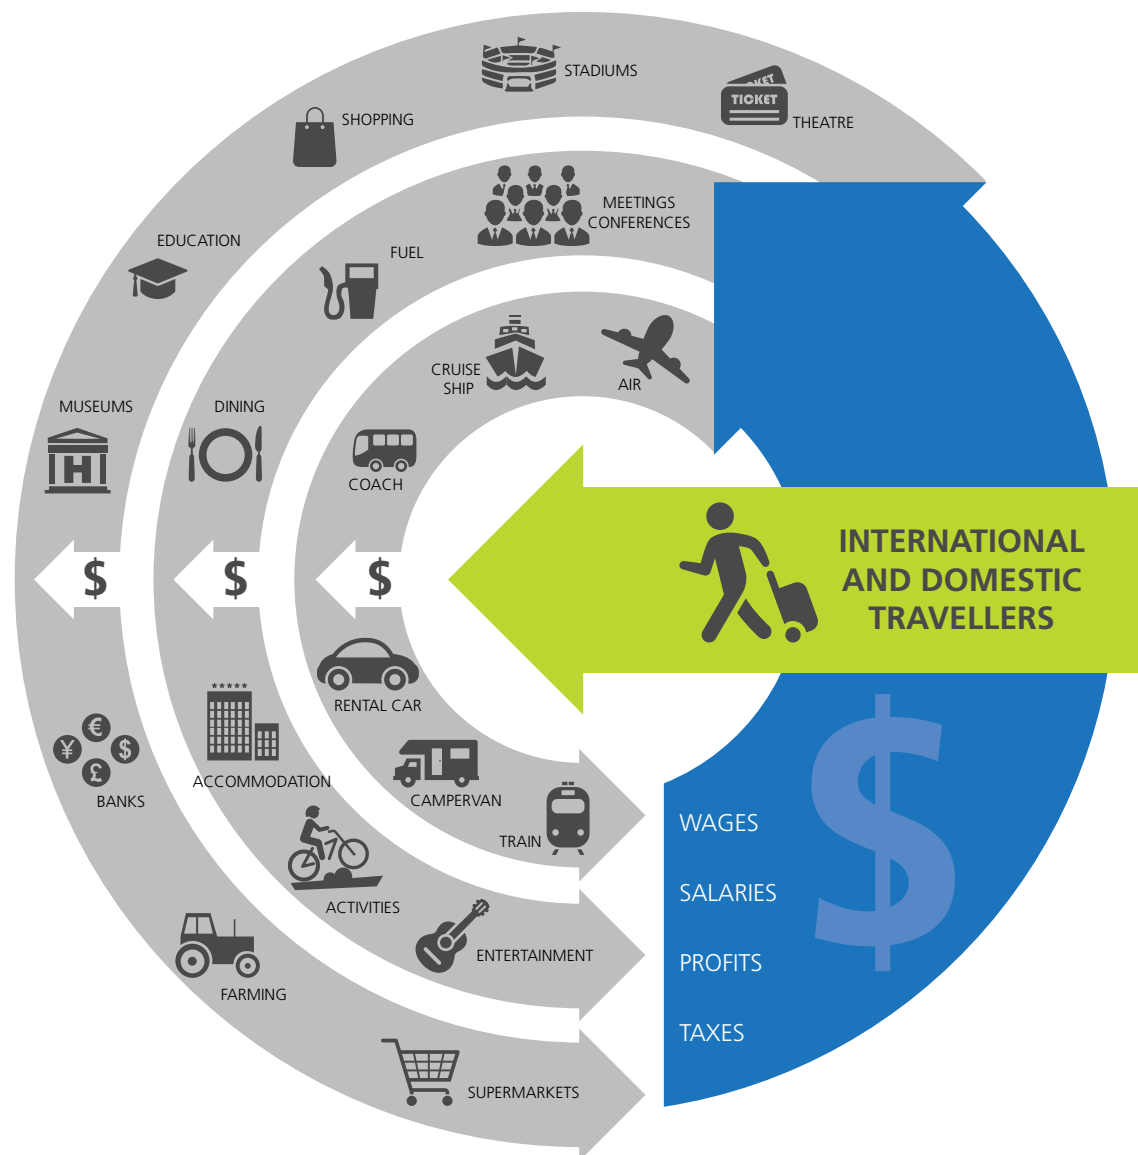 STADIUMS
TICKET
TICKET
THEATRE
SHOPPING
EDUCATION
MUSEUMS
H
MEETINGS
CONFERENCES
FUEL
DINING
CRUISE
SHIP
AIR
COACH
$
$
$
INTERNATIONAL
AND DOMESTIC
TRAVELLERS
RENTAL CAR
CAMPERVAN
TRAIN
ACCOMMODATION
ACTIVITIES
ENTERTAINMENT
€
¥
$
£
BANKS
FARMING
SUPERMARKETS
$
WAGES
SALARIES
PROFITS
TAXES